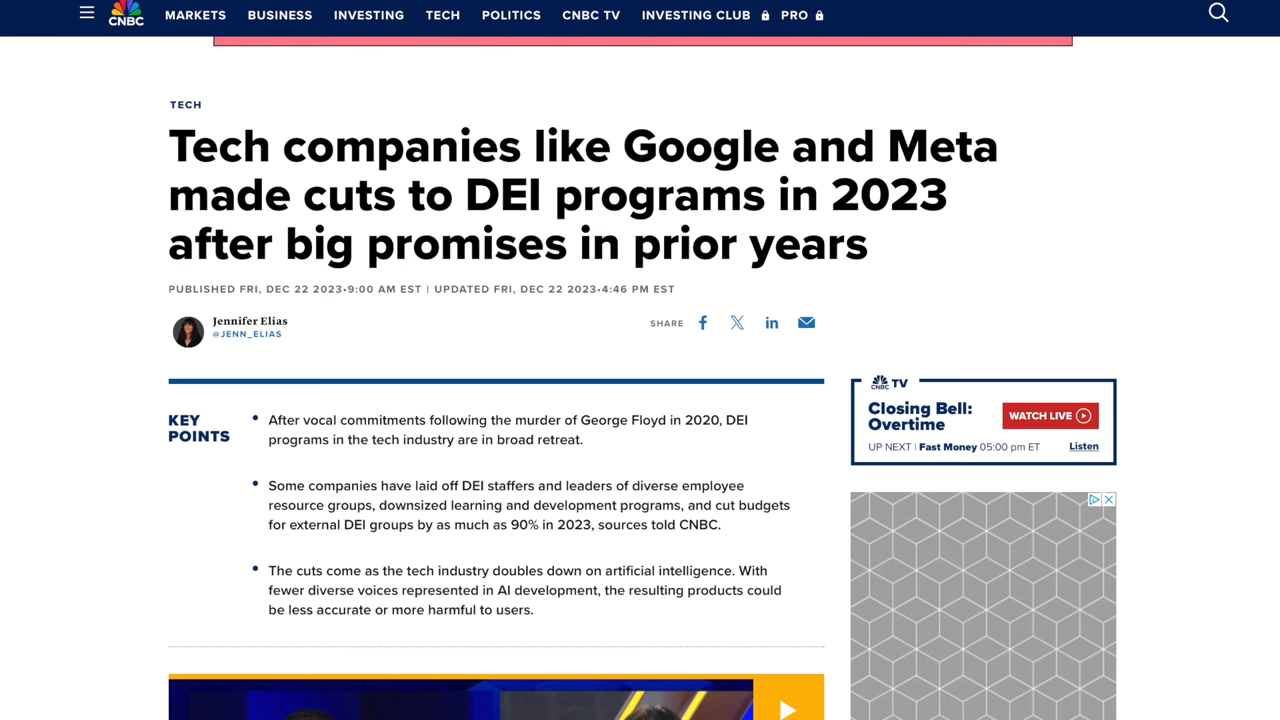 CNBC
MARKETS BUSINESS INVESTING TECH POLITICS CNBC TV INVESTING CLUB PRO
TECH
Tech companies like Google and Meta
made cuts to DEI programs in 2023
after big promises in prior years
PUBLISHED FRI, DEC 22 2023•9:00 AM EST | UPDATED FRI, DEC 22 2023•4:46 PM EST
Jennifer Elias
@JENN_ELIAS
SHARE
KEY
POINTS
• After vocal commitments following the murder of George Floyd in 2020, DEI
programs in the tech industry are in broad retreat.
• Some companies have laid off DEI staffers and leaders of diverse employee
resource groups, downsized learning and development programs, and cut budgets
for external DEI groups by as much as 90% in 2023, sources told CNBC.
• The cuts come as the tech industry doubles down on artificial intelligence. With
fewer diverse voices represented in AI development, the resulting products could
be less accurate or more harmful to users.
CNBC TV
Closing Bell:
Overtime
WATCH LIVE
UP NEXT | Fast Money 05:00 pm ET
Listen